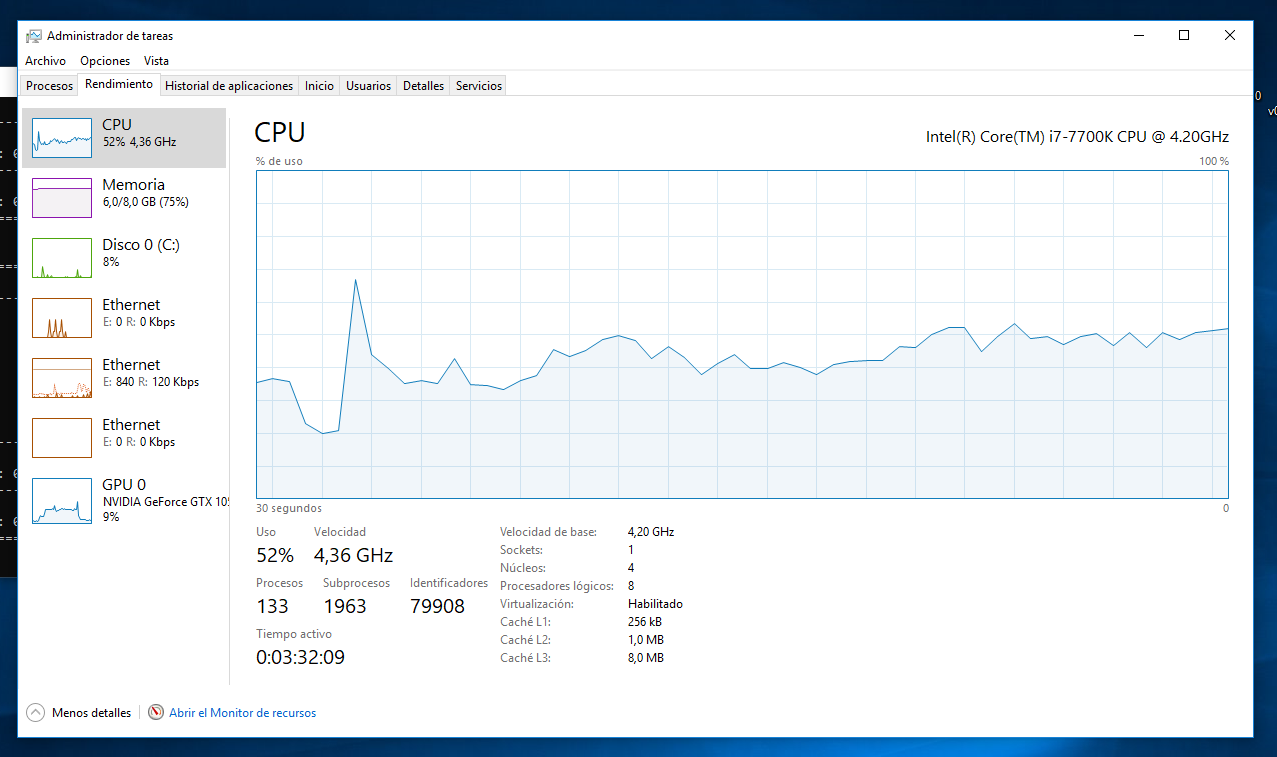 Administrador de tareas
Archivo Opciones Vista
Procesos Rendimiento Historial de aplicaciones Inicio Usuarios Detalles Servicios
CPU
52% 4,36 GHz
Memoria
6,0/8,0 GB (75%)
Disco 0 (C:)
8%
Ethernet
E: 0 R: 0 Kbps
Ethernet
E: 840 R: 120 Kbps
Ethernet
E: 0 R: 0 Kbps
GPU 0
NVIDIA GeForce GTX
9%
CPU
Intel(R) Core(TM) i7-7700K CPU @ 4.20GHz
% de uso 100 %
30 segundos 0
Uso Velocidad
52% 4,36 GHz
Procesos Subprocesos Identificadores
133 1963 79908
Tiempo activo
0:03:32:09
Velocidad de base: 4,20 GHz
Sockets: 1
Núcleos: 4
Procesadores lógicos: 8
Virtualización: Habilitado
Caché L1: 256 kB
Caché L2: 1,0 MB
Caché L3: 8,0 MB
Menos detalles Abrir el Monitor de recursos